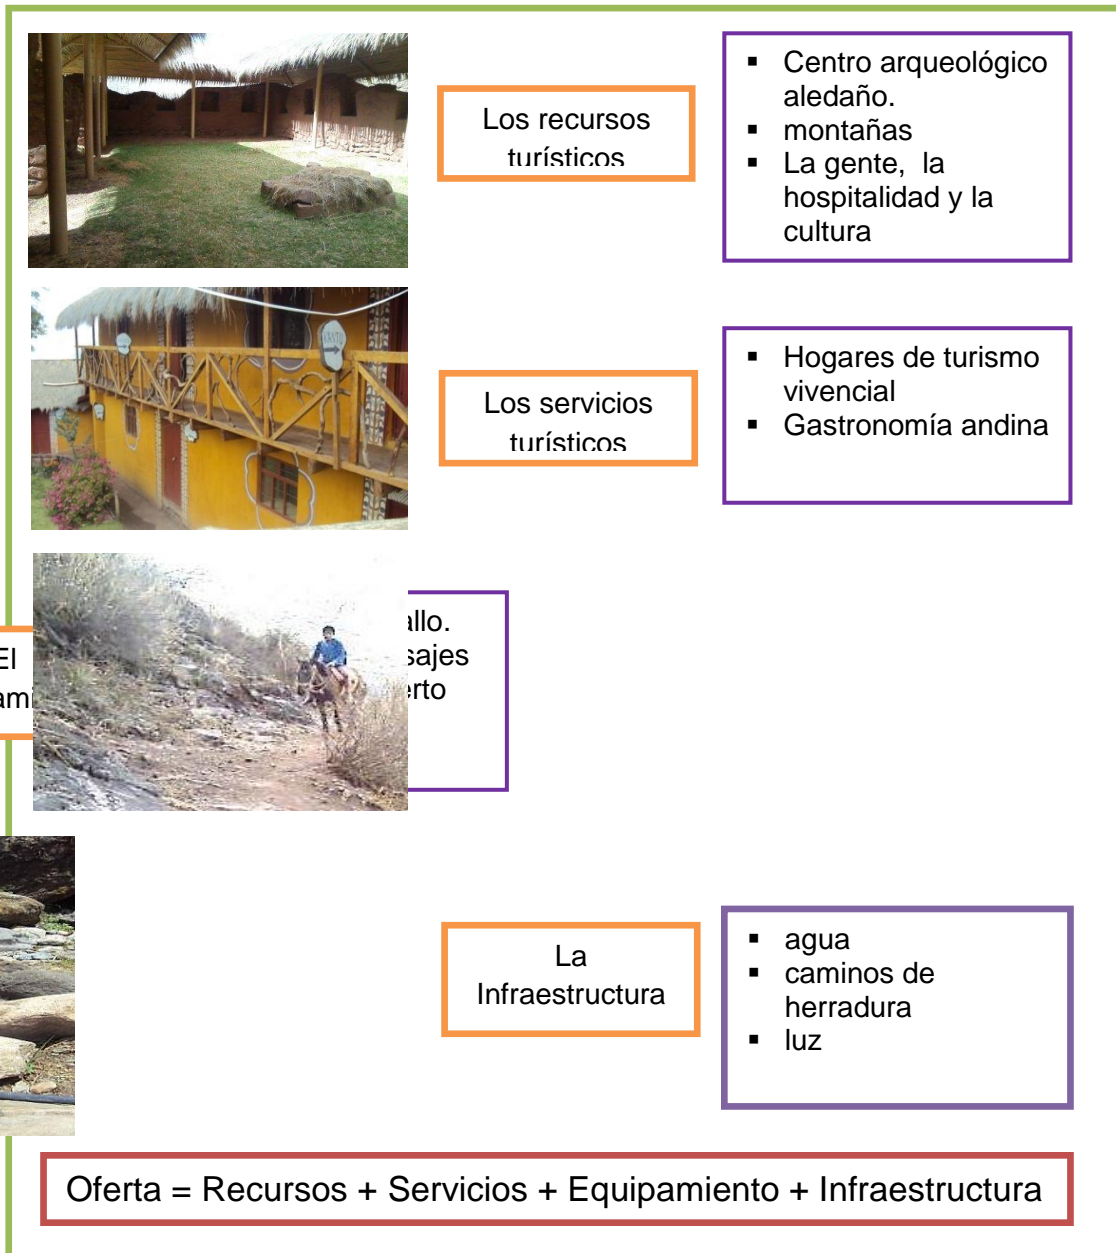 Los recursos
turísticos
▪ Centro arqueológico
aledaño.
▪ montañas
▪ La gente, la
hospitalidad y la
cultura
Los servicios
turísticos
▪ Hogares de turismo
vivencial
▪ Gastronomía andina
El
La
Infraestructura
▪ agua
▪ caminos de
herradura
▪ luz
Oferta = Recursos + Servicios + Equipamiento + Infraestructura